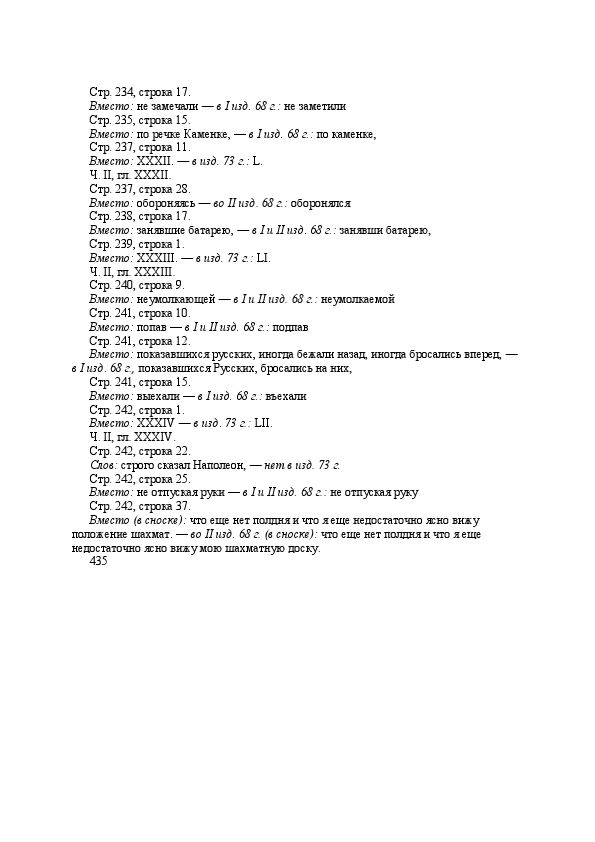 Стр. 234, строка 17.
Вместо: не замечали — в I изд. 68 г.: не заметили
Стр. 235, строка 15.
Вместо: по речке Каменке, — в I изд. 68 г.: по каменке,
Стр. 237, строка 11.
Вместо: XXXII. — в изд. 73 г.: L.
Ч. II, гл. XXXII.
Стр. 237, строка 28.
Вместо: обороняясь — во II изд. 68 г.: оборонялся
Стр. 238, строка 17.
Вместо: занявшие батарею, — в I и II изд. 68 г.: занявши батарею,
Стр. 239, строка 1.
Вместо: XXXIII. — в изд. 73 г.: LI.
Ч. II, гл. XXXIII.
Стр. 240, строка 9.
Вместо: неумолкающей — в I и II изд. 68 г.: неумолкаемой
Стр. 241, строка 10.
Вместо: попав — в I и II изд. 68 г.: подпав
Стр. 241, строка 12.
Вместо: показавшихся русских, иногда бежали назад, иногда бросались вперед, —
в I изд. 68 г., показавшихся Русских, бросались на них,
Стр. 241, строка 15.
Вместо: выехали — в I изд. 68 г.: въехали
Стр. 242, строка 1.
Вместо: XXXIV — в изд. 73 г.: LII.
Ч. II, гл. XXXIV.
Стр. 242, строка 22.
Слов: строго сказал Наполеон, — нет в изд. 73 г.
Стр. 242, строка 25.
Вместо: не отпуская руки — в I и II изд. 68 г.: не отпуская руку
Стр. 242, строка 37.
Вместо (в сноске): что еще нет полдня и что я еще недостаточно ясно вижу
положение шахмат. — во II изд. 68 г. (в сноске): что еще нет полдня и что я еще
недостаточно ясно вижу мою шахматную доску.
435